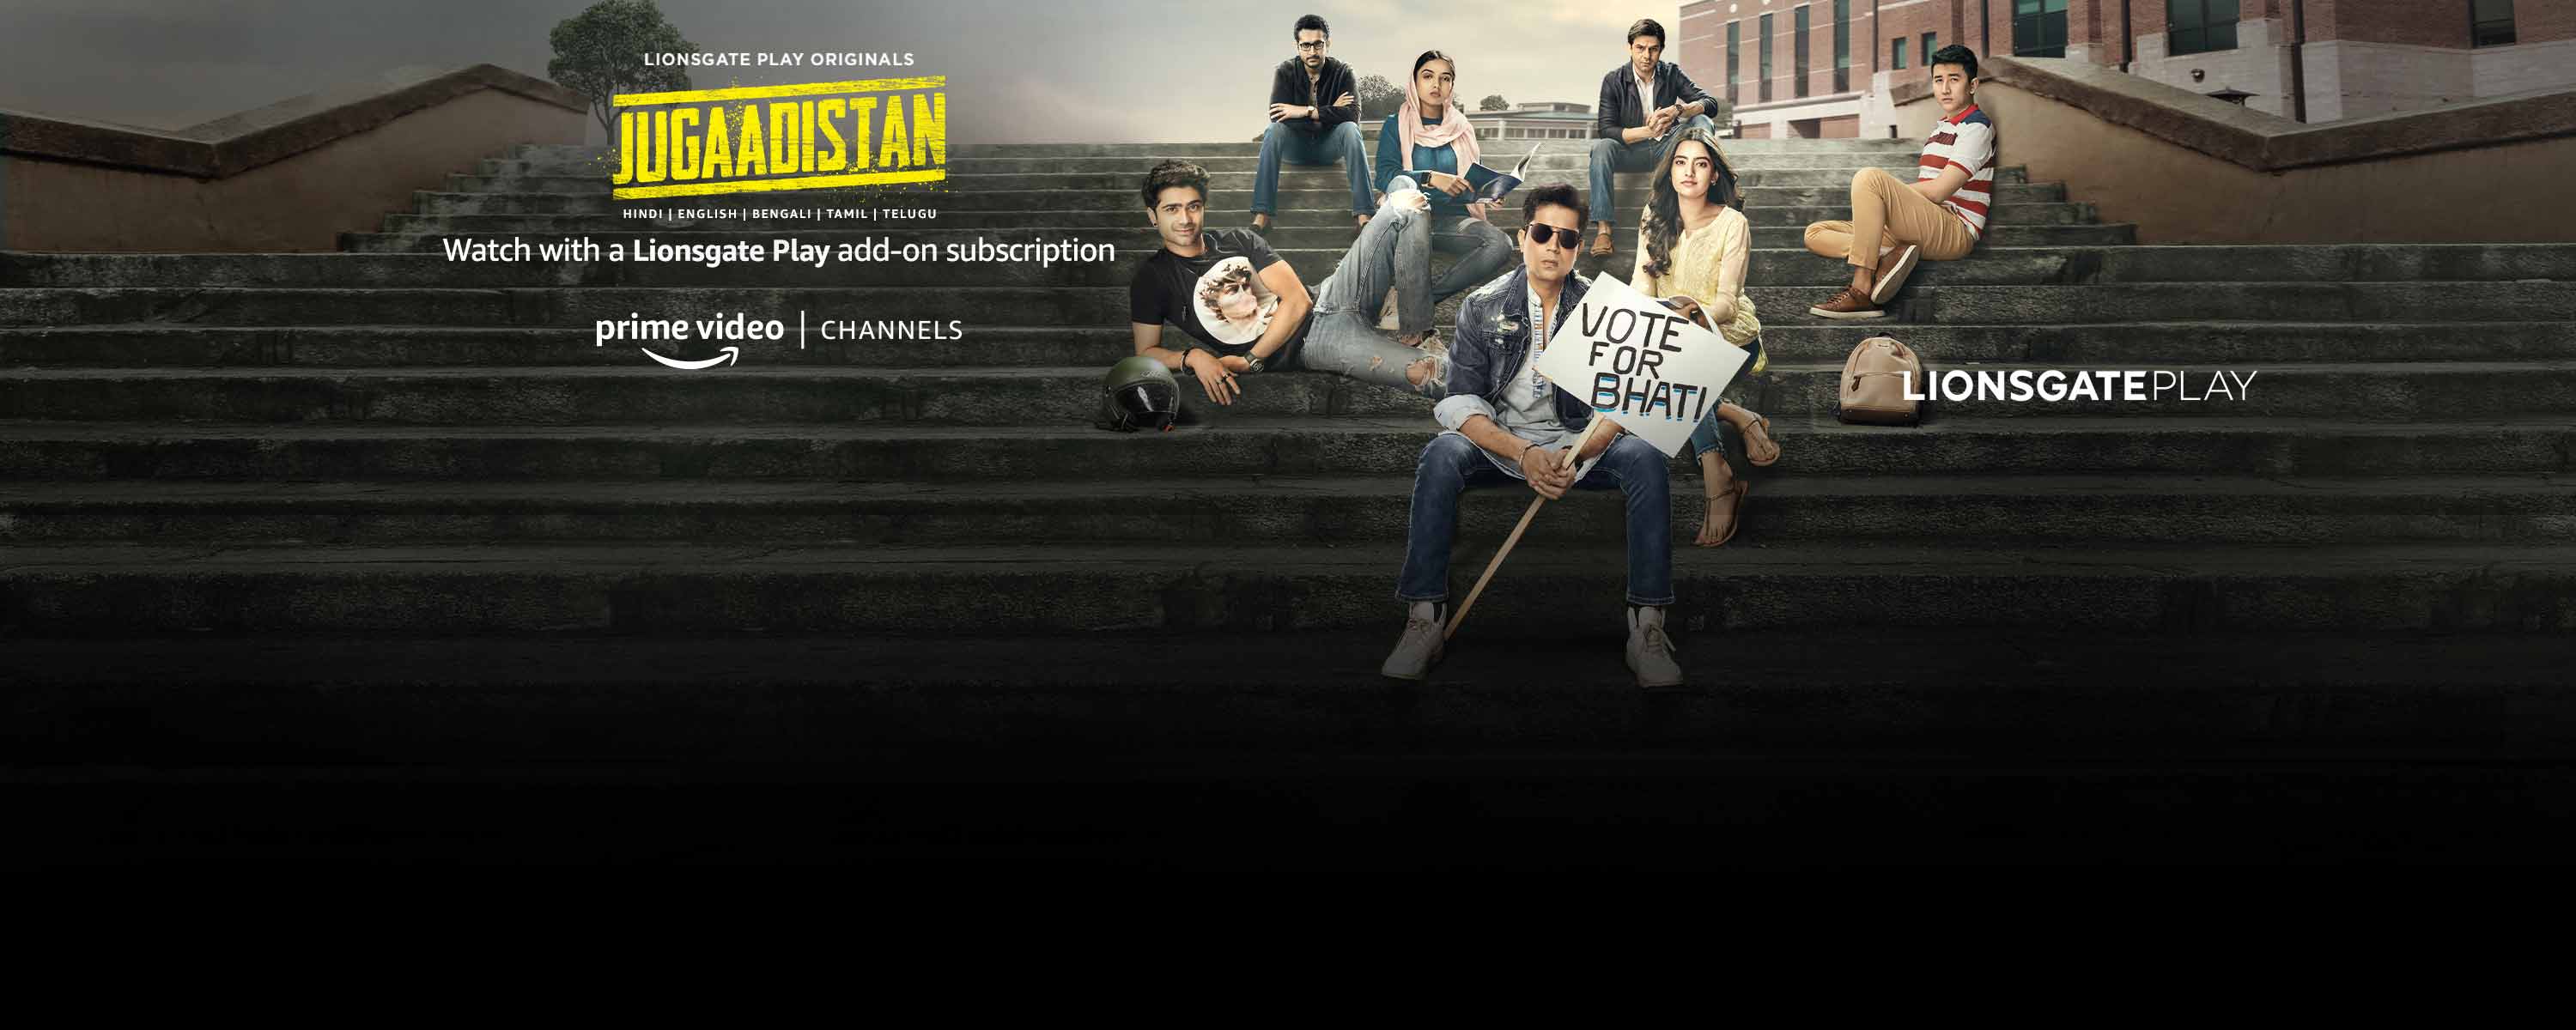 LIONSGATE PLAY ORIGINALS
JUGAADISTAN
HINDI | ENGLISH | BENGALI | TAMIL | TELUGU
Watch with a Lionsgate Play add-on subscription
prime video | CHANNELS
VOTE
FOR
BHATI
LIONSGATEPLAY